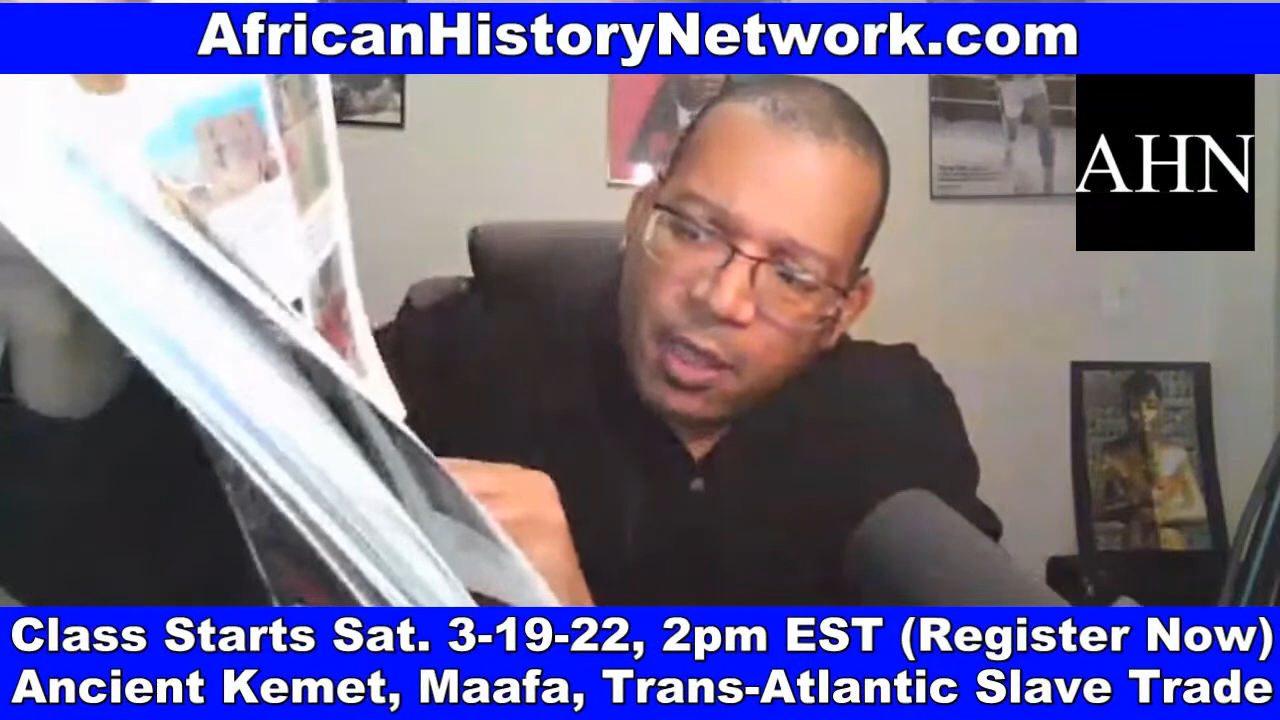 AfricanHistoryNetwork.com
AHN
Class Starts Sat. 3-19-22, 2pm EST (Register Now)
Ancient Kemet, Maafa, Trans-Atlantic Slave Trade